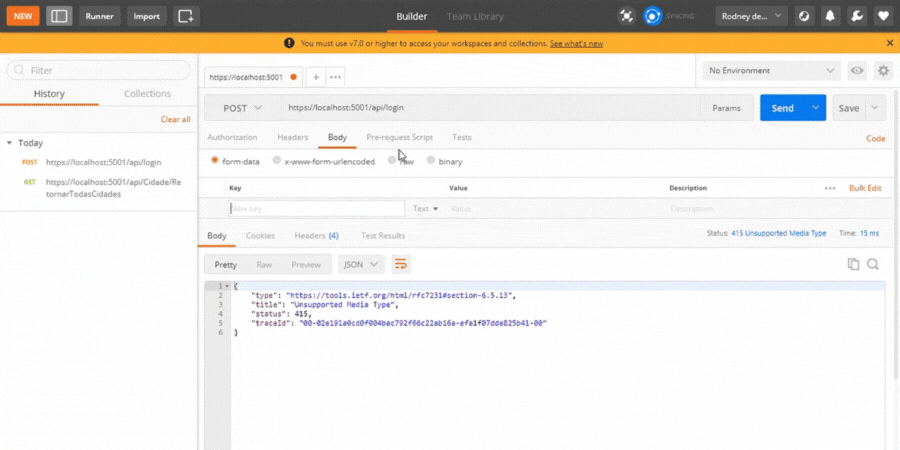 NEW Runner Import Builder Team Library SYNCING Rodney de...
You must use v7.0 or higher to access your workspaces and collections. See what's new
Filter
History Collections
Clear all
Today
POST https://localhost:5001/api/login
GET https://localhost:5001/api/Cidade/Re
tornarTodasCidades
https://localhost:5001 + •••
No Environment
POST https://localhost:5001/api/login Params Send Save
Authorization Headers Body Pre-request Script Tests Code
form-data x-www-form-urlencoded raw binary
Key Value Description ••• Bulk Edit
New key Text Value Description
Body Cookies Headers (4) Test Results Status: 415 Unsupported Media Type Time: 15 ms
Pretty Raw Preview JSON
1 {
2 "type": "https://tools.ietf.org/html/rfc7231#section-6.5.13",
3 "title": "Unsupported Media Type",
4 "status": 415,
5 "traceId": "00-02e191a0cd0f004bac792f66c22ab16a-efa1f07dde825b41-00"
6 }